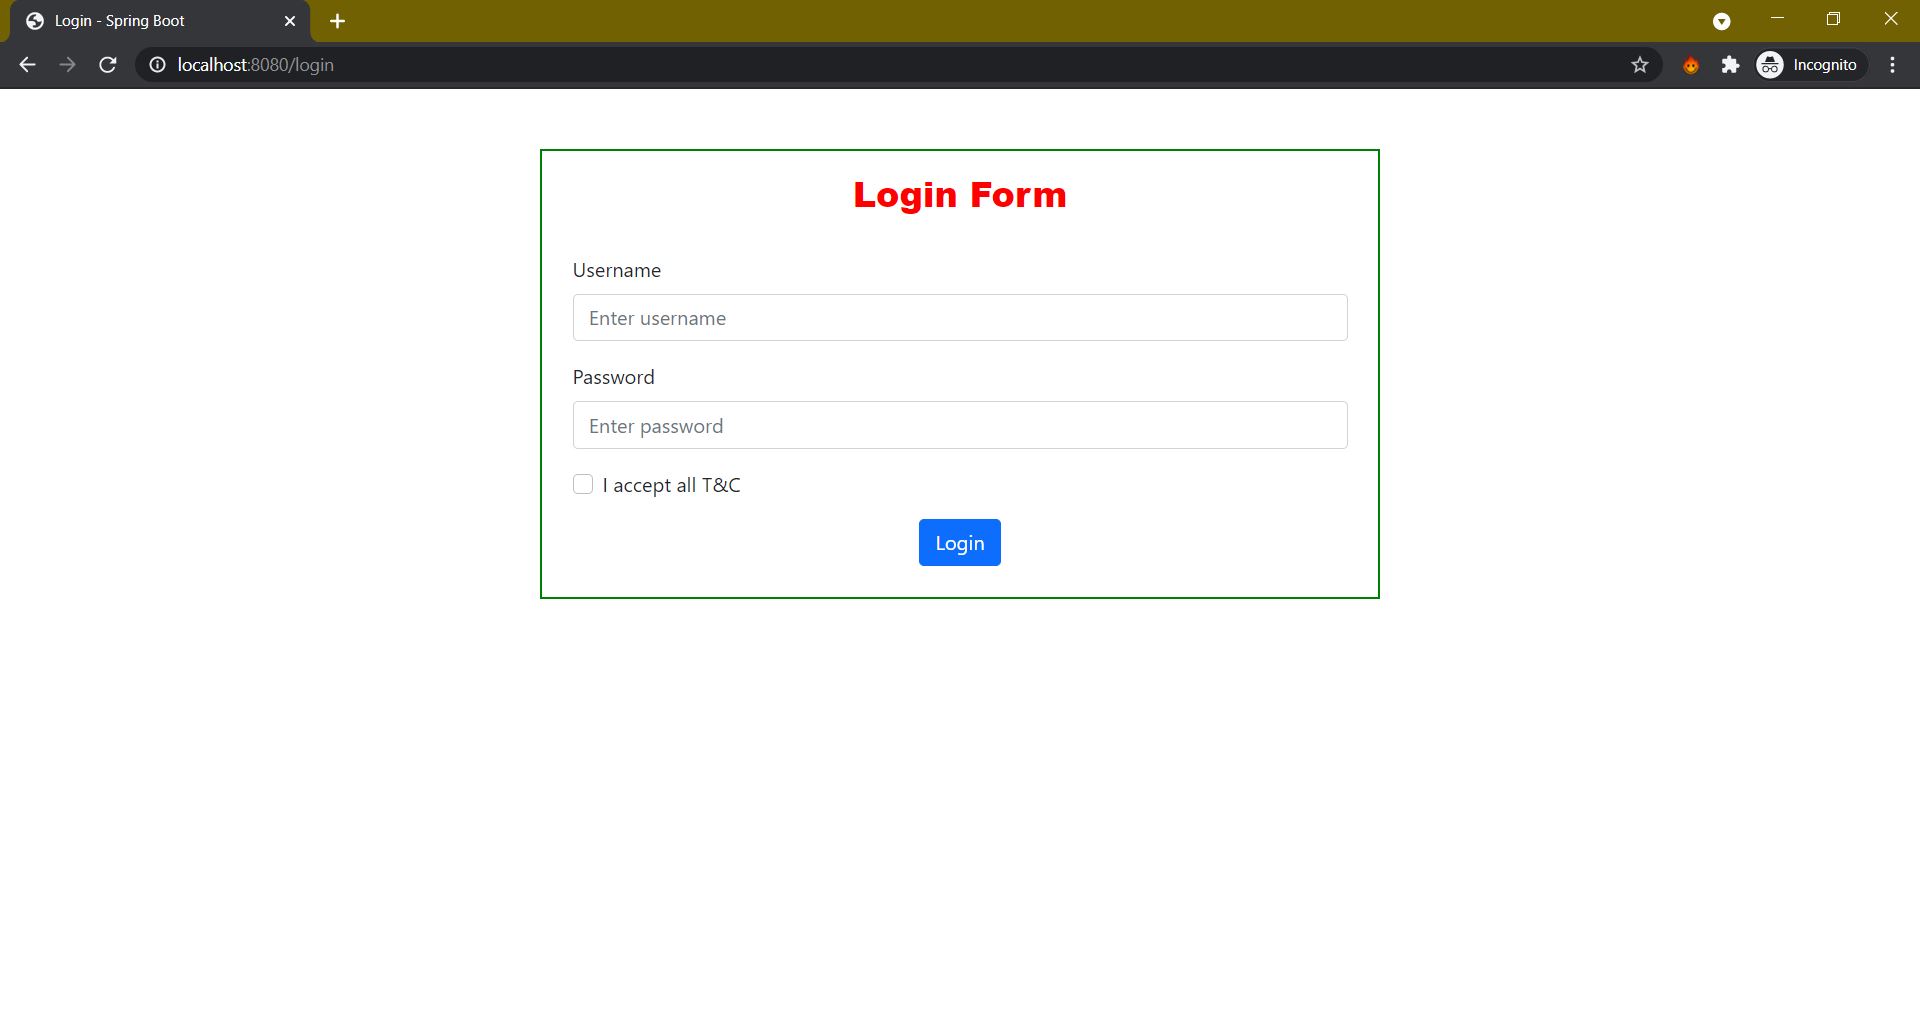 Login - Spring Boot
localhost:8080/login
Incognito
Login Form
Username
Enter username
Password
Enter password
I accept all T&C
Login